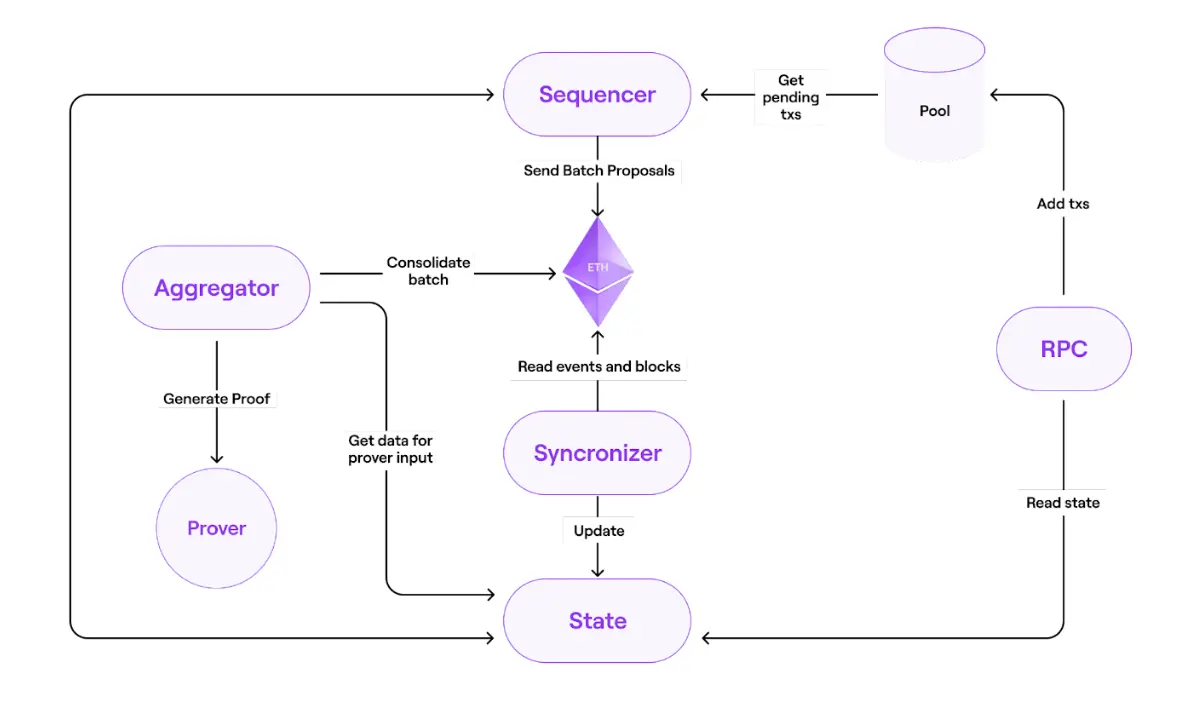 Sequencer
Get
pending
txs
Pool
Send Batch Proposals
Add txs
Aggregator
Consolidate
batch
ETH
RPC
Read events and blocks
Generate Proof
Get data for
prover input
Syncronizer
Read state
Prover
Update
State